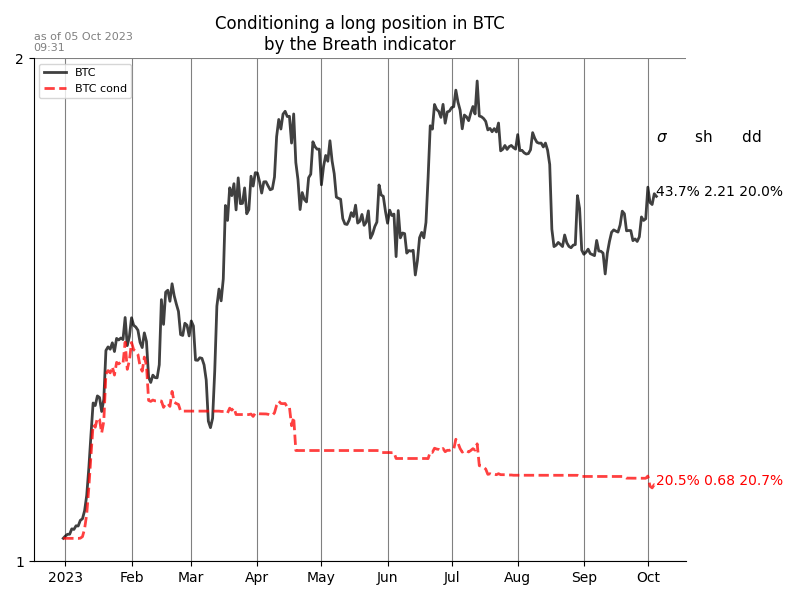 Conditioning a long position in BTC
by the Breath indicator
as of 05 Oct 2023
09:31
2
BTC
BTC cond
σ sh dd
43.7% 2.21 20.0%
20.5% 0.68 20.7%
1
2023 Feb Mar Apr May Jun Jul Aug Sep Oct